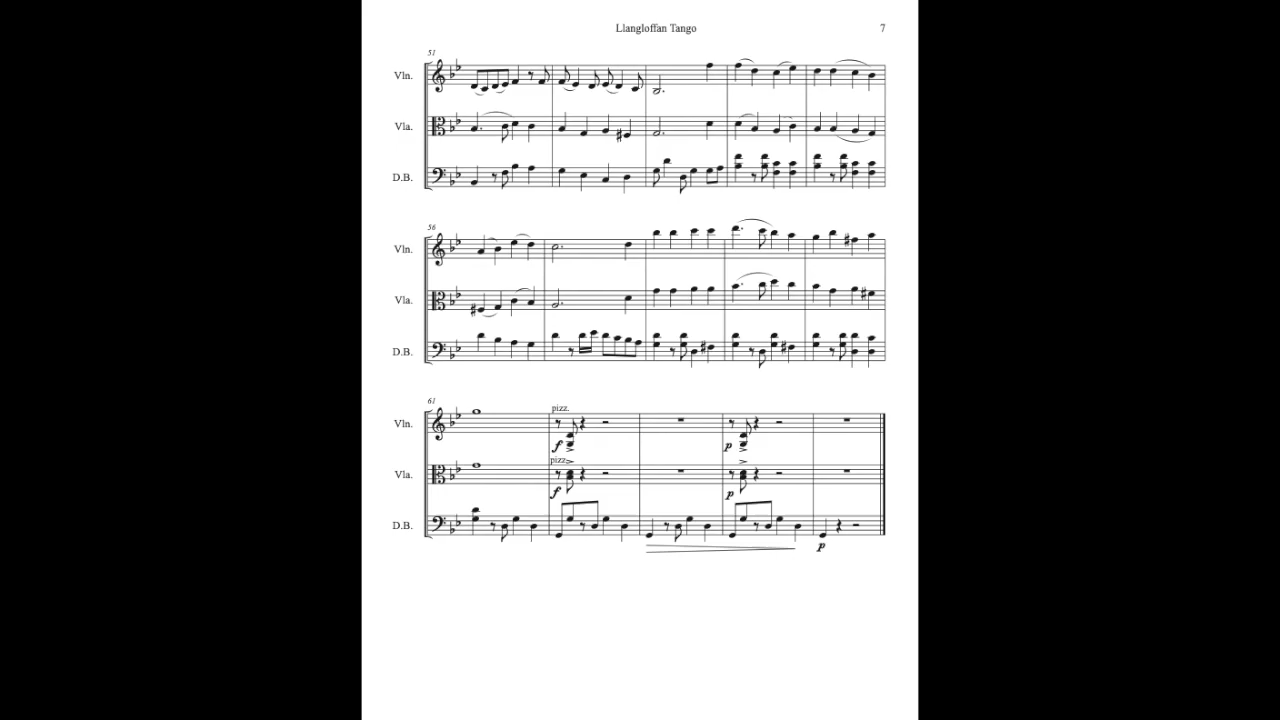 Llangloffan Tango 7
51
Vln.
Vla.
D.B.
56
Vln.
Vla.
D.B.
61
pizz.
Vln.
f p
pizz.
Vla.
f p
D.B.
p